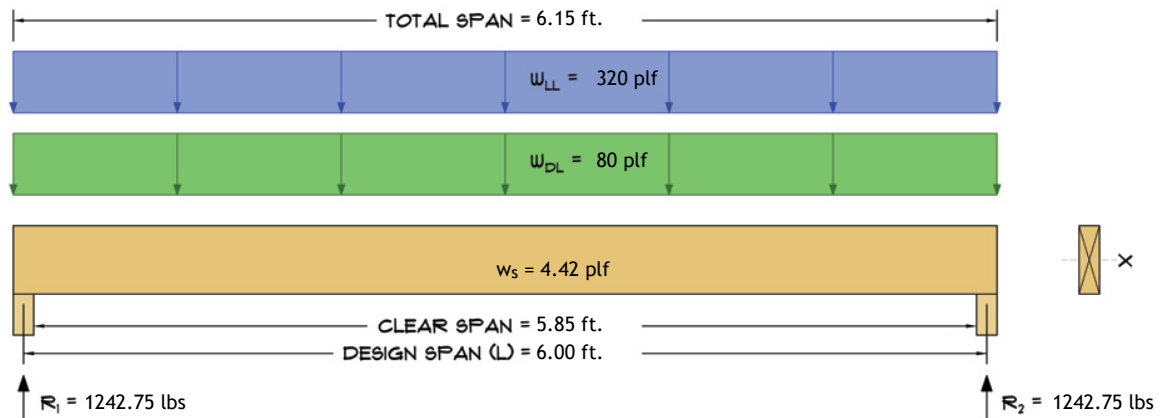 TOTAL SPAN = 6.15 ft.
WLL = 320 plf
WDL = 80 plf
ws = 4.42 plf
X
CLEAR SPAN = 5.85 ft.
DESIGN SPAN (L) = 6.00 ft.
R1 = 1242.75 lbs
R2 = 1242.75 lbs